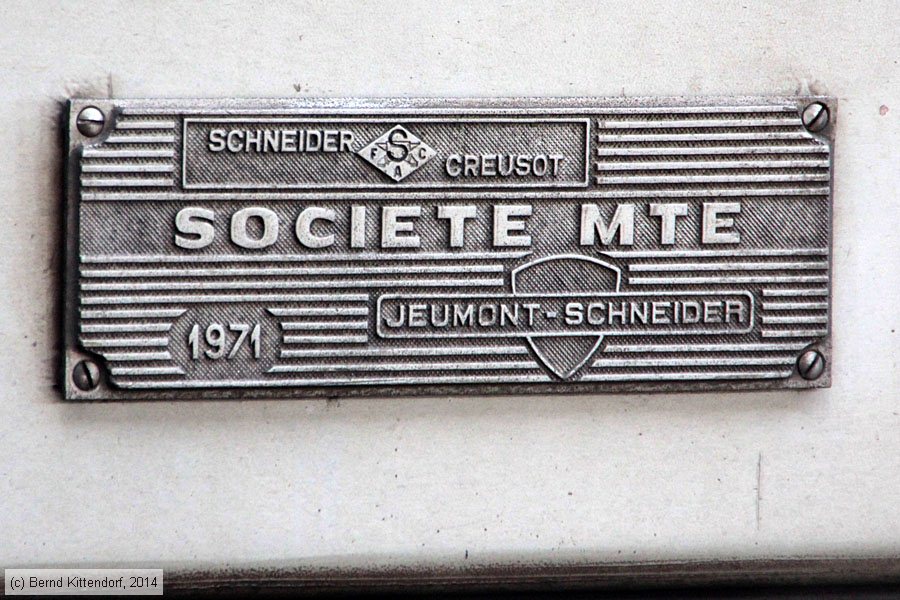 SCHNEIDER
S
F C
A
CREUSOT
SOCIETE MTE
JEUMONT-SCHNEIDER
1971
(c) Bernd Kittendorf, 2014